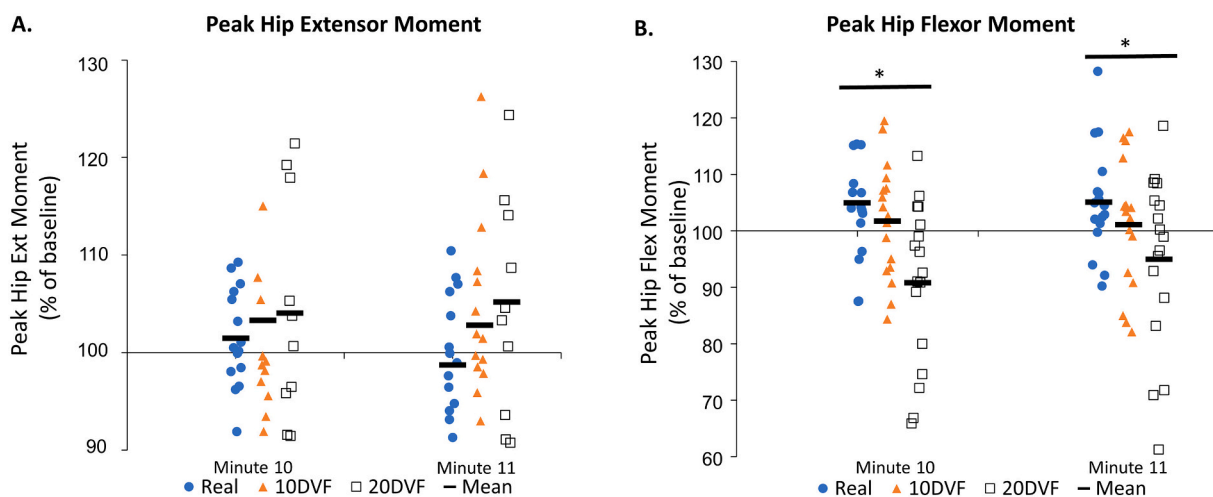 A.
Peak Hip Extensor Moment
Peak Hip Ext Moment
(% of baseline)
130
120
110
100
90
Minute 10
Minute 11
Real
10DVF
20DVF
Mean
B.
Peak Hip Flexor Moment
Peak Hip Flex Moment
(% of baseline)
130
120
110
100
90
80
70
60
*
*
Minute 10
Minute 11
Real
10DVF
20DVF
Mean